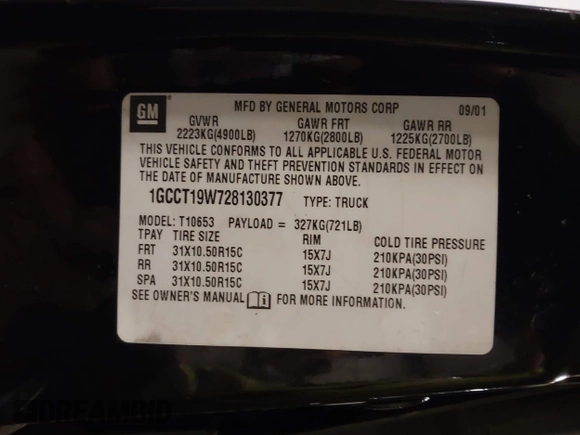 GM ®
MFD BY GENERAL MOTORS CORP 09/01
GVWR GAWR FRT GAWR RR
2223KG(4900LB) 1270KG(2800LB) 1225KG(2700LB)
THIS VEHICLE CONFORMS TO ALL APPLICABLE U.S. FEDERAL MOTOR
VEHICLE SAFETY AND THEFT PREVENTION STANDARDS IN EFFECT ON
THE DATE OF MANUFACTURE SHOWN ABOVE.
1GCCT19W728130377 TYPE: TRUCK
MODEL: T10653 PAYLOAD = 327KG(721LB)
TPAY TIRE SIZE RIM COLD TIRE PRESSURE
FRT 31X10.50R15C 15X7J 210KPA(30PSI)
RR 31X10.50R15C 15X7J 210KPA(30PSI)
SPA 31X10.50R15C 15X7J 210KPA(30PSI)
SEE OWNER'S MANUAL FOR MORE INFORMATION.
DREAMBID